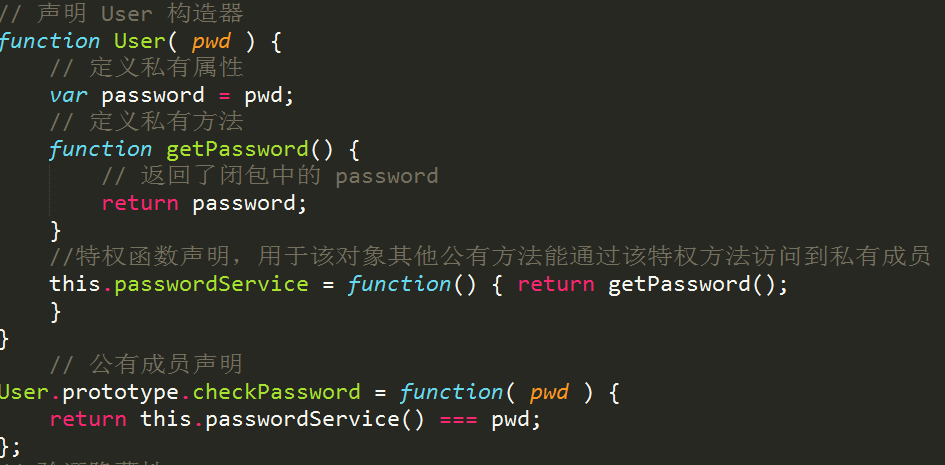 // 声明 User 构造器
function User( pwd ) {
    // 定义私有属性
    var password = pwd;
    // 定义私有方法
    function getPassword() {
        // 返回了闭包中的 password
        return password;
    }
    //特权函数声明，用于该对象其他公有方法能通过该特权方法访问到私有成员
    this.passwordService = function() { return getPassword();
    }
}
    // 公有成员声明
User.prototype.checkPassword = function( pwd ) {
    return this.passwordService() === pwd;
};